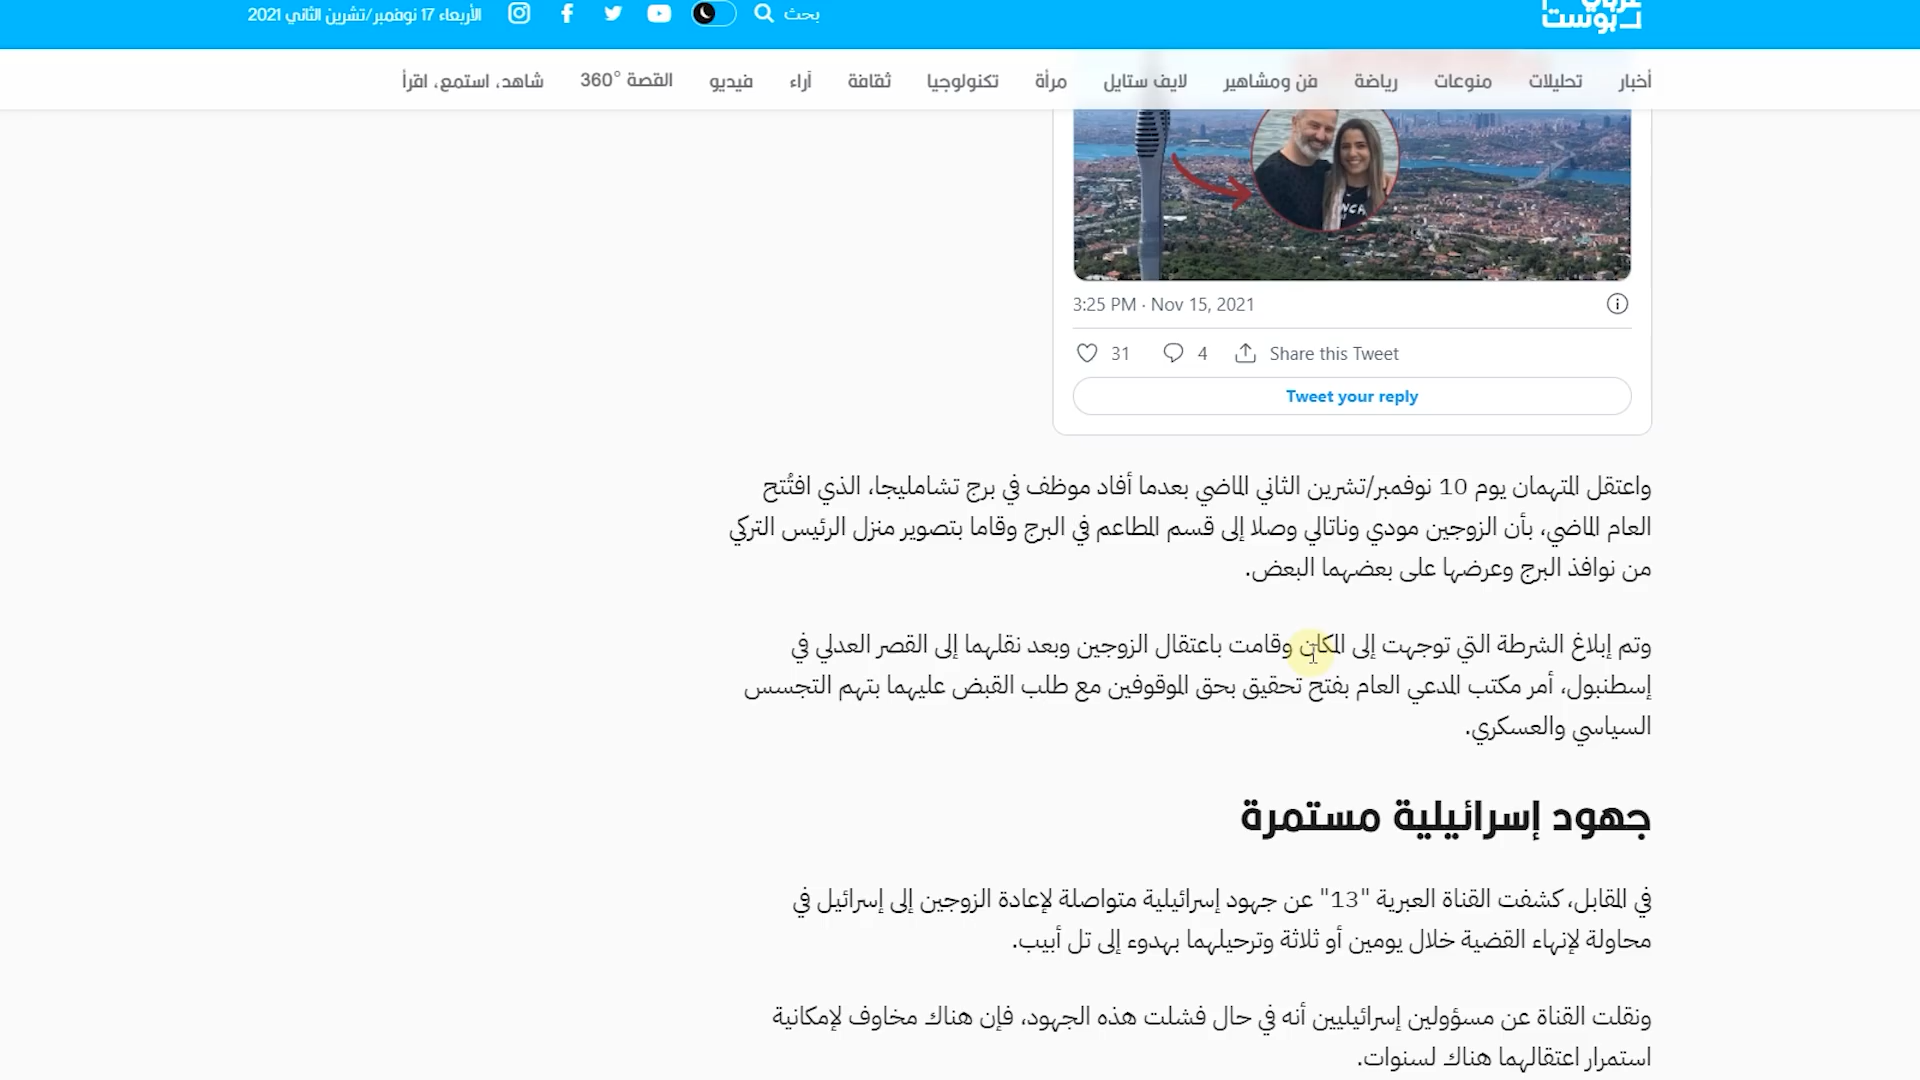 عربي
بوست
بحث
الأربعاء 17 نوفمبر/تشرين الثاني 2021
أخبار
تحليلات
منوعات
رياضة
فن ومشاهير
لايف ستايل
مرأة
تكنولوجيا
ثقافة
آراء
فيديو
القصة °360
شاهد، استمع، اقرأ
3:25 PM · Nov 15, 2021
31
4
Share this Tweet
Tweet your reply
واعتقل المتهمان يوم 10 نوفمبر/تشرين الثاني الماضي بعدما أفاد موظف في برج تشامليجا، الذي افتُتح
العام الماضي، بأن الزوجين مودي وناتالي وصلا إلى قسم المطاعم في البرج وقاما بتصوير منزل الرئيس التركي
من نوافذ البرج وعرضها على بعضهما البعض.
وتم إبلاغ الشرطة التي توجهت إلى المكان وقامت باعتقال الزوجين وبعد نقلهما إلى القصر العدلي في
إسطنبول، أمر مكتب المدعي العام بفتح تحقيق بحق الموقوفين مع طلب القبض عليهما بتهم التجسس
السياسي والعسكري.
جهود إسرائيلية مستمرة
في المقابل، كشفت القناة العبرية "13" عن جهود إسرائيلية متواصلة لإعادة الزوجين إلى إسرائيل في
محاولة لإنهاء القضية خلال يومين أو ثلاثة وترحيلهما بهدوء إلى تل أبيب.
ونقلت القناة عن مسؤولين إسرائيليين أنه في حال فشلت هذه الجهود، فإن هناك مخاوف لإمكانية
استمرار اعتقالهما هناك لسنوات.